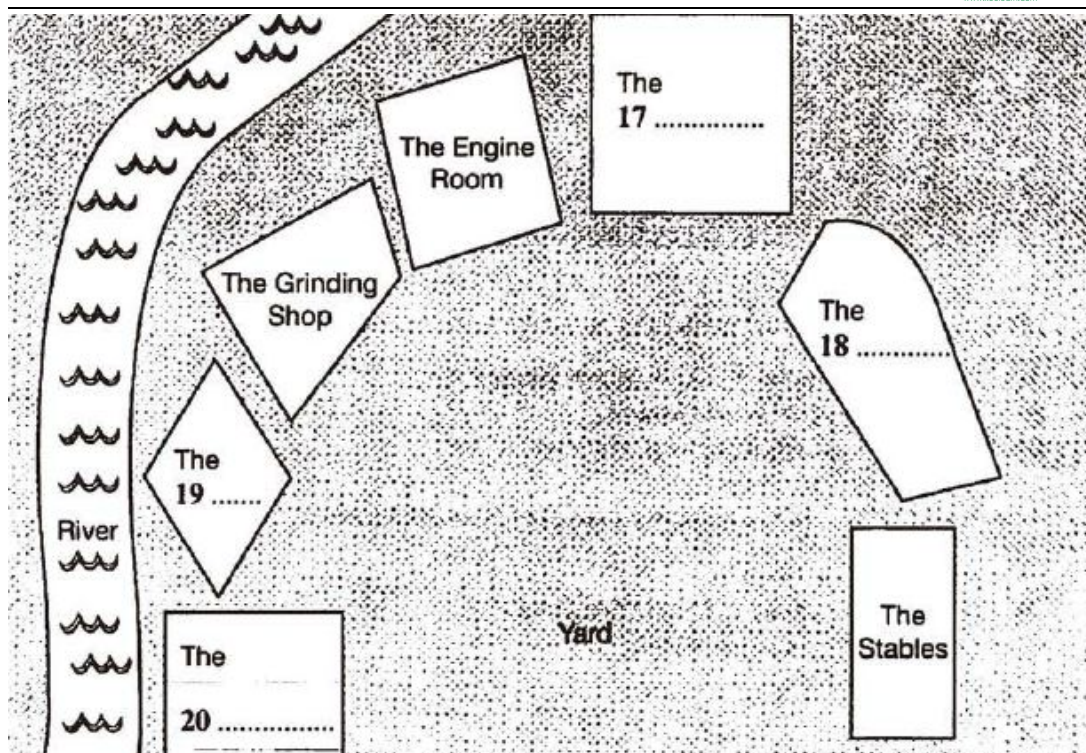 The
17 ...............
The Engine
Room
The Grinding
Shop
The
18 ............
The
19 .......
River
The
20 ...............
Yard
The
Stables